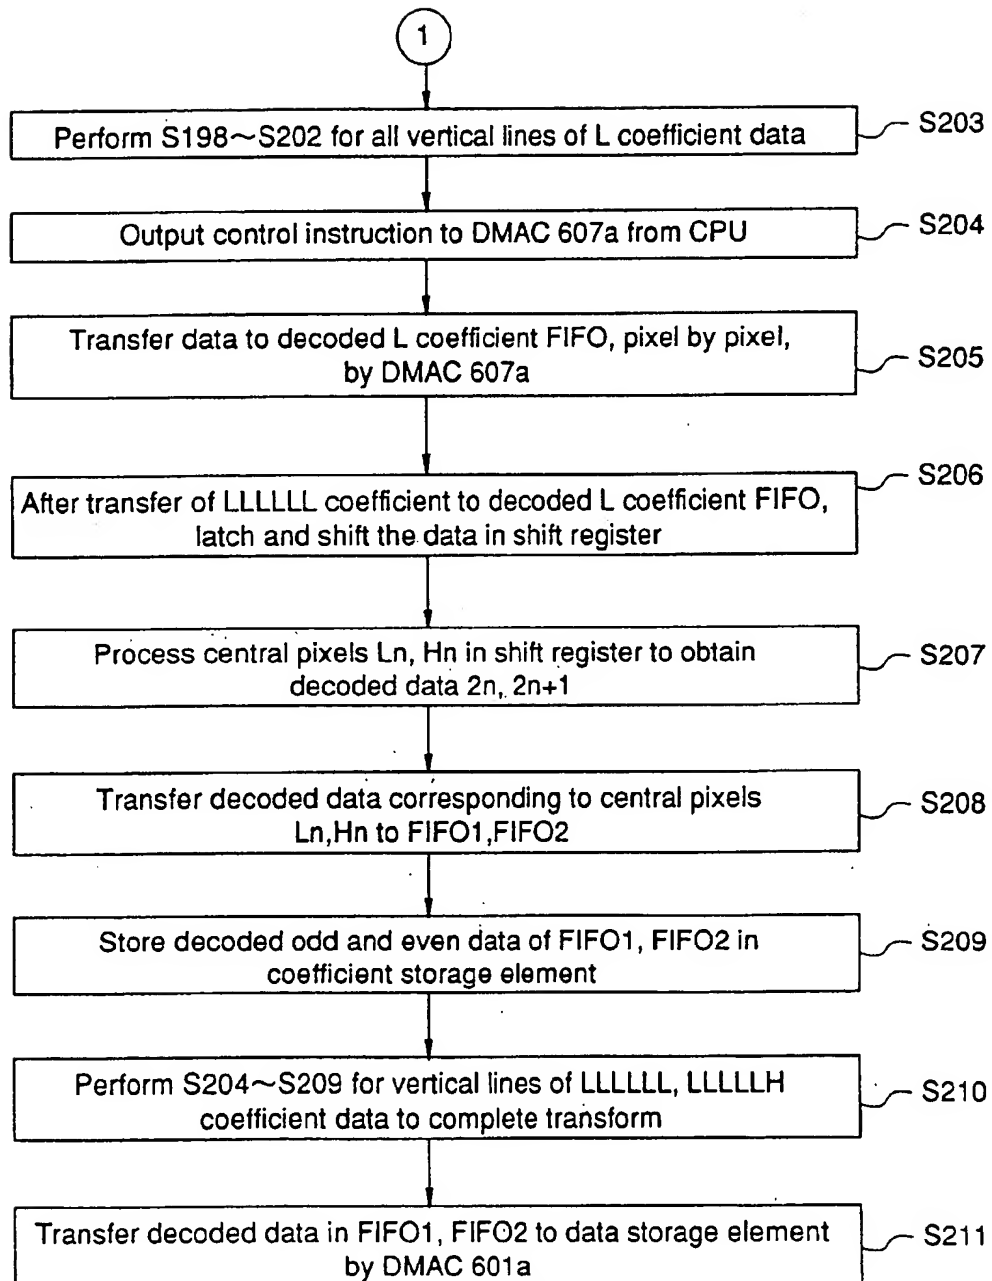 1
Perform S198~S202 for all vertical lines of L coefficient data
S203
Output control instruction to DMAC 607a from CPU
S204
Transfer data to decoded L coefficient FIFO, pixel by pixel,
by DMAC 607a
S205
After transfer of LLLLLL coefficient to decoded L coefficient FIFO,
latch and shift the data in shift register
S206
Process central pixels Ln, Hn in shift register to obtain
decoded data 2n, 2n+1
S207
Transfer decoded data corresponding to central pixels
Ln,Hn to FIFO1,FIFO2
S208
Store decoded odd and even data of FIFO1, FIFO2 in
coefficient storage element
S209
Perform S204~S209 for vertical lines of LLLLLL, LLLLLH
coefficient data to complete transform
S210
Transfer decoded data in FIFO1, FIFO2 to data storage element
by DMAC 601a
S211